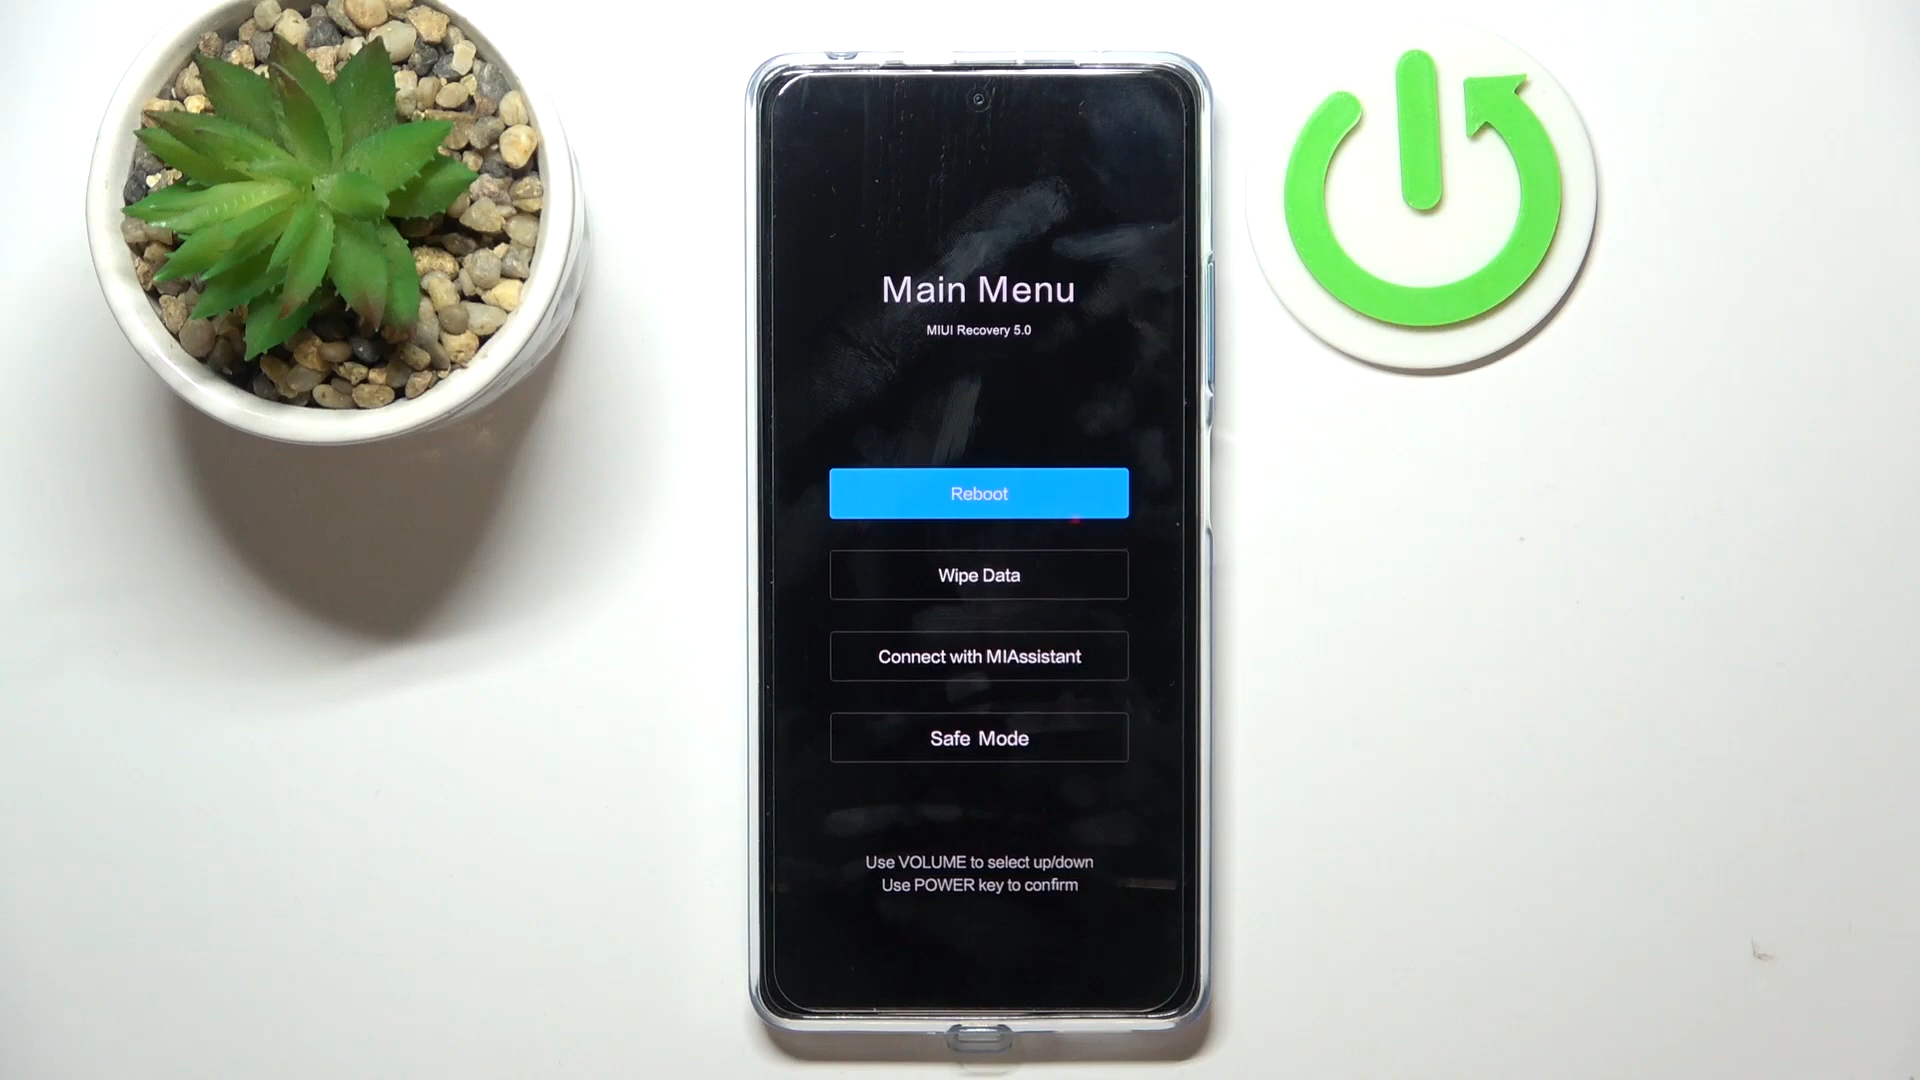 Main Menu
MIUI Recovery 5.0
Reboot
Wipe Data
Connect with MIAssistant
Safe Mode
Use VOLUME to select up/down
Use POWER key to confirm